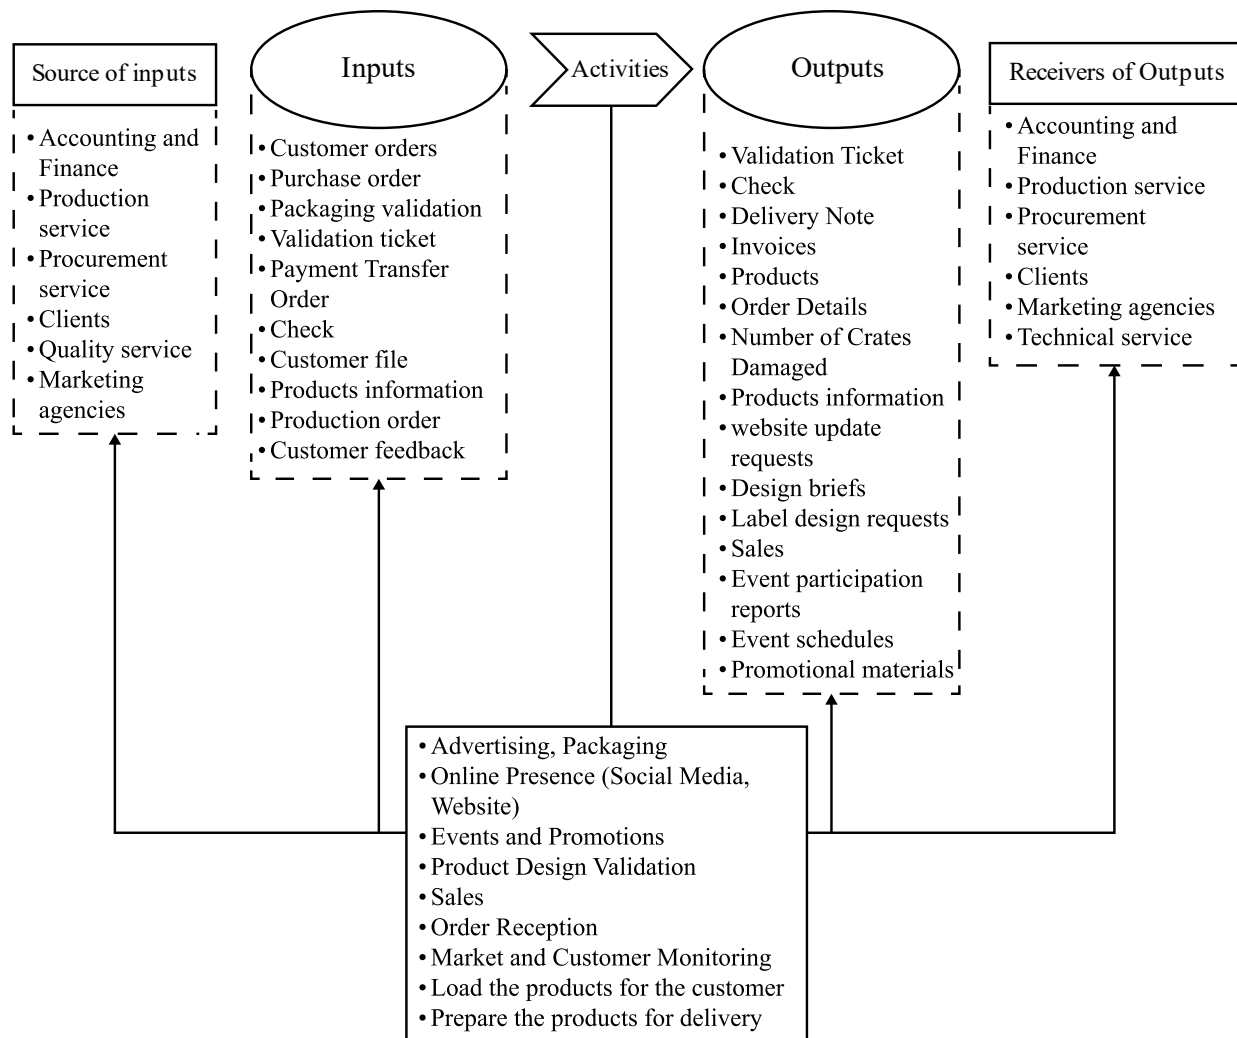 Source of inputs
• Accounting and
Finance
• Production
service
• Procurement
service
• Clients
• Quality service
• Marketing
agencies
Inputs
• Customer orders
• Purchase order
• Packaging validation
• Validation ticket
• Payment Transfer
Order
• Check
• Customer file
• Products information
• Production order
• Customer feedback
Activities
• Advertising, Packaging
• Online Presence (Social Media,
Website)
• Events and Promotions
• Product Design Validation
• Sales
• Order Reception
• Market and Customer Monitoring
• Load the products for the customer
• Prepare the products for delivery
Outputs
• Validation Ticket
• Check
• Delivery Note
• Invoices
• Products
• Order Details
• Number of Crates
Damaged
• Products information
• website update
requests
• Design briefs
• Label design requests
• Sales
• Event participation
reports
• Event schedules
• Promotional materials
Receivers of Outputs
• Accounting and
Finance
• Production service
• Procurement
service
• Clients
• Marketing agencies
• Technical service